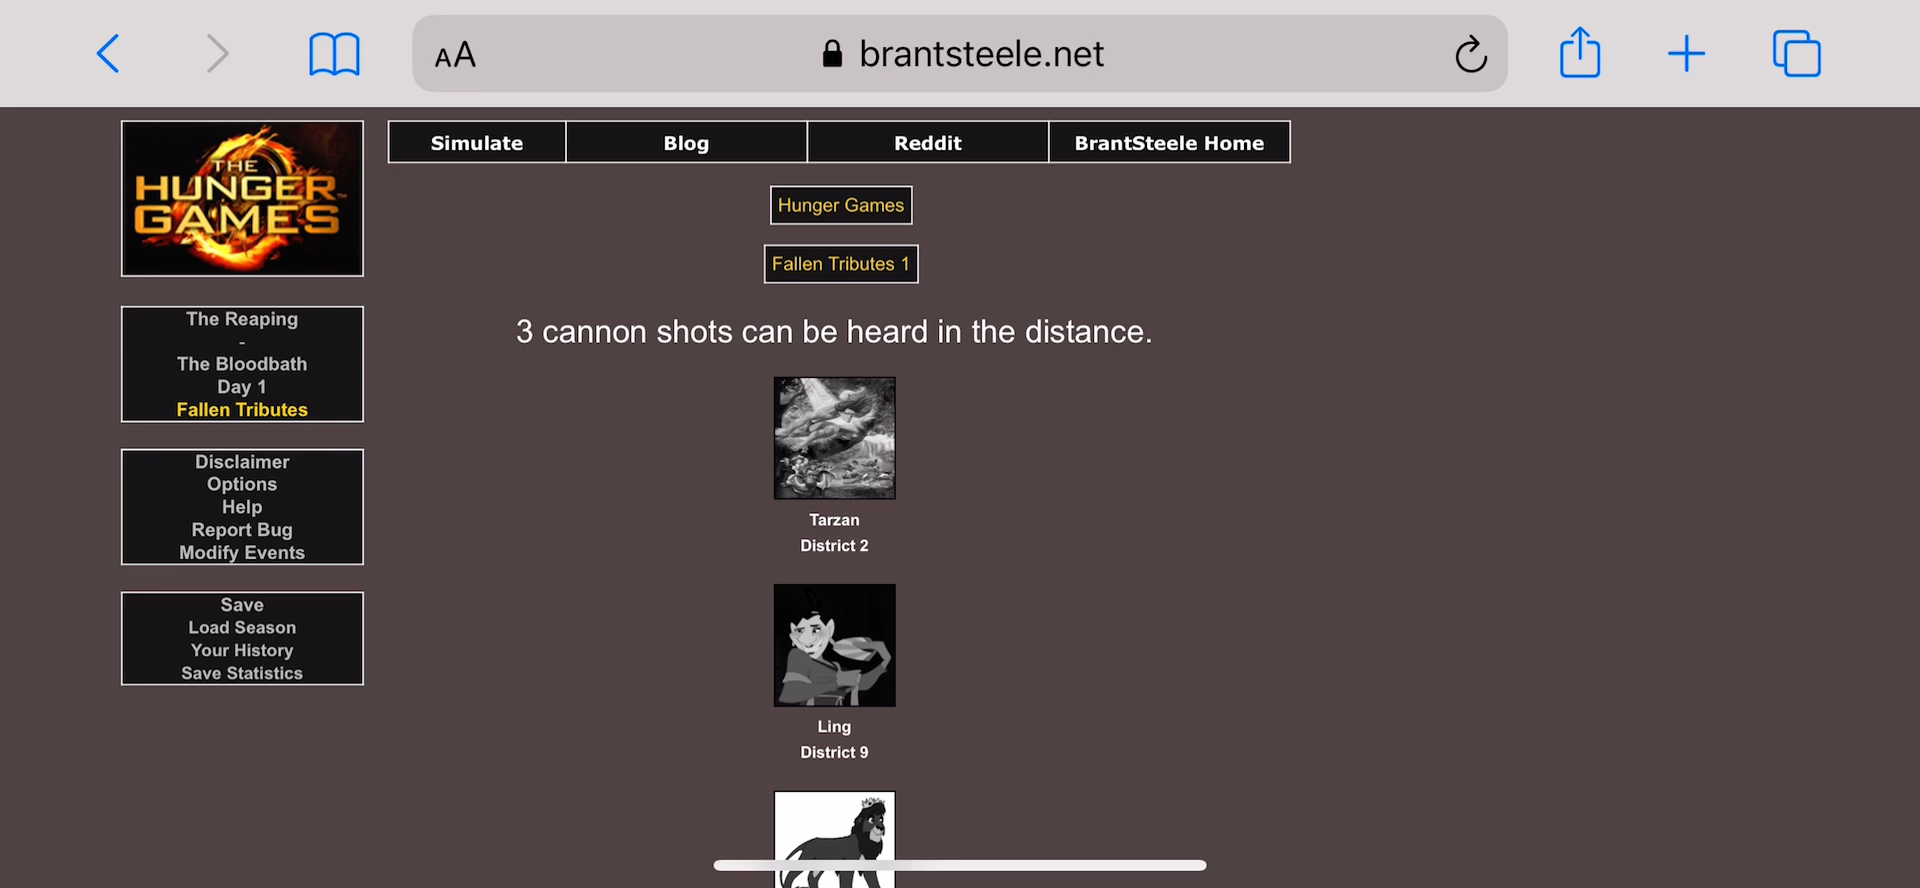 AA
brantsteele.net
THE
HUNGER
GAMES
Simulate
Blog
Reddit
BrantSteele Home
Hunger Games
Fallen Tributes 1
The Reaping
-
The Bloodbath
Day 1
Fallen Tributes
Disclaimer
Options
Help
Report Bug
Modify Events
Save
Load Season
Your History
Save Statistics
3 cannon shots can be heard in the distance.
Tarzan
District 2
Ling
District 9